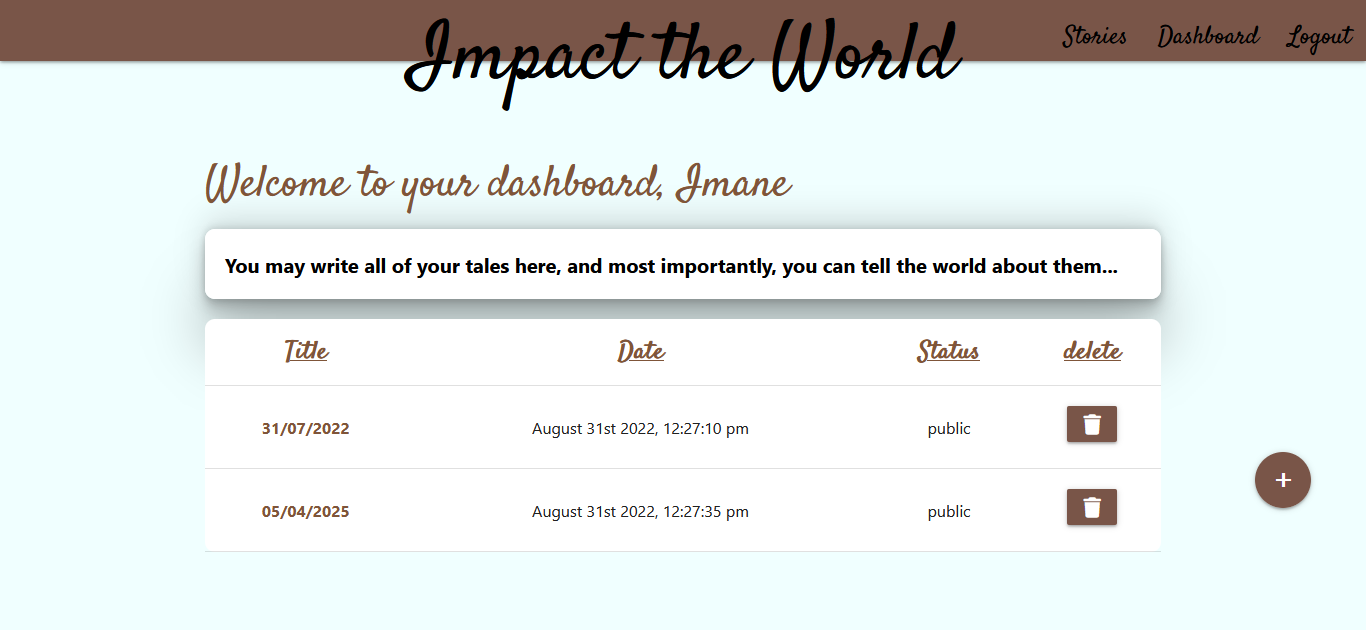 Impact the World
Stories Dashboard Logout
Welcome to your dashboard, Imane
You may write all of your tales here, and most importantly, you can tell the world about them...
Title Date Status delete
31/07/2022 August 31st 2022, 12:27:10 pm public
05/04/2025 August 31st 2022, 12:27:35 pm public
+